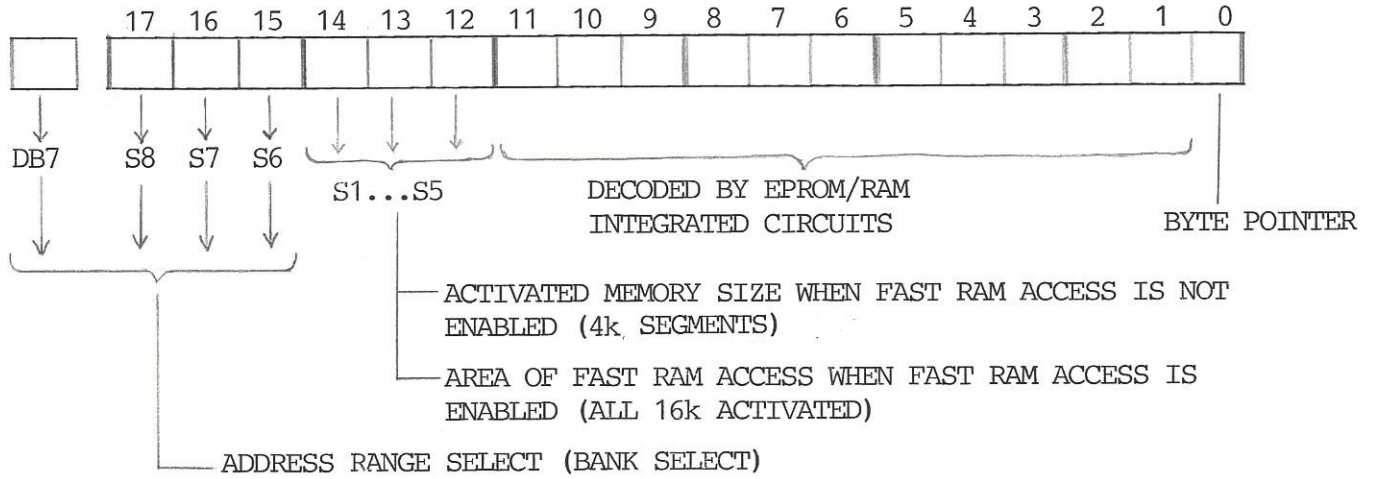 17 16 15 14 13 12 11 10 9 8 7 6 5 4 3 2 1 0
DB7 S8 S7 S6
S1...S5
DECODED BY EPROM/RAM
INTEGRATED CIRCUITS
BYTE POINTER
ACTIVATED MEMORY SIZE WHEN FAST RAM ACCESS IS NOT
ENABLED (4k SEGMENTS)
AREA OF FAST RAM ACCESS WHEN FAST RAM ACCESS IS
ENABLED (ALL 16k ACTIVATED)
ADDRESS RANGE SELECT (BANK SELECT)